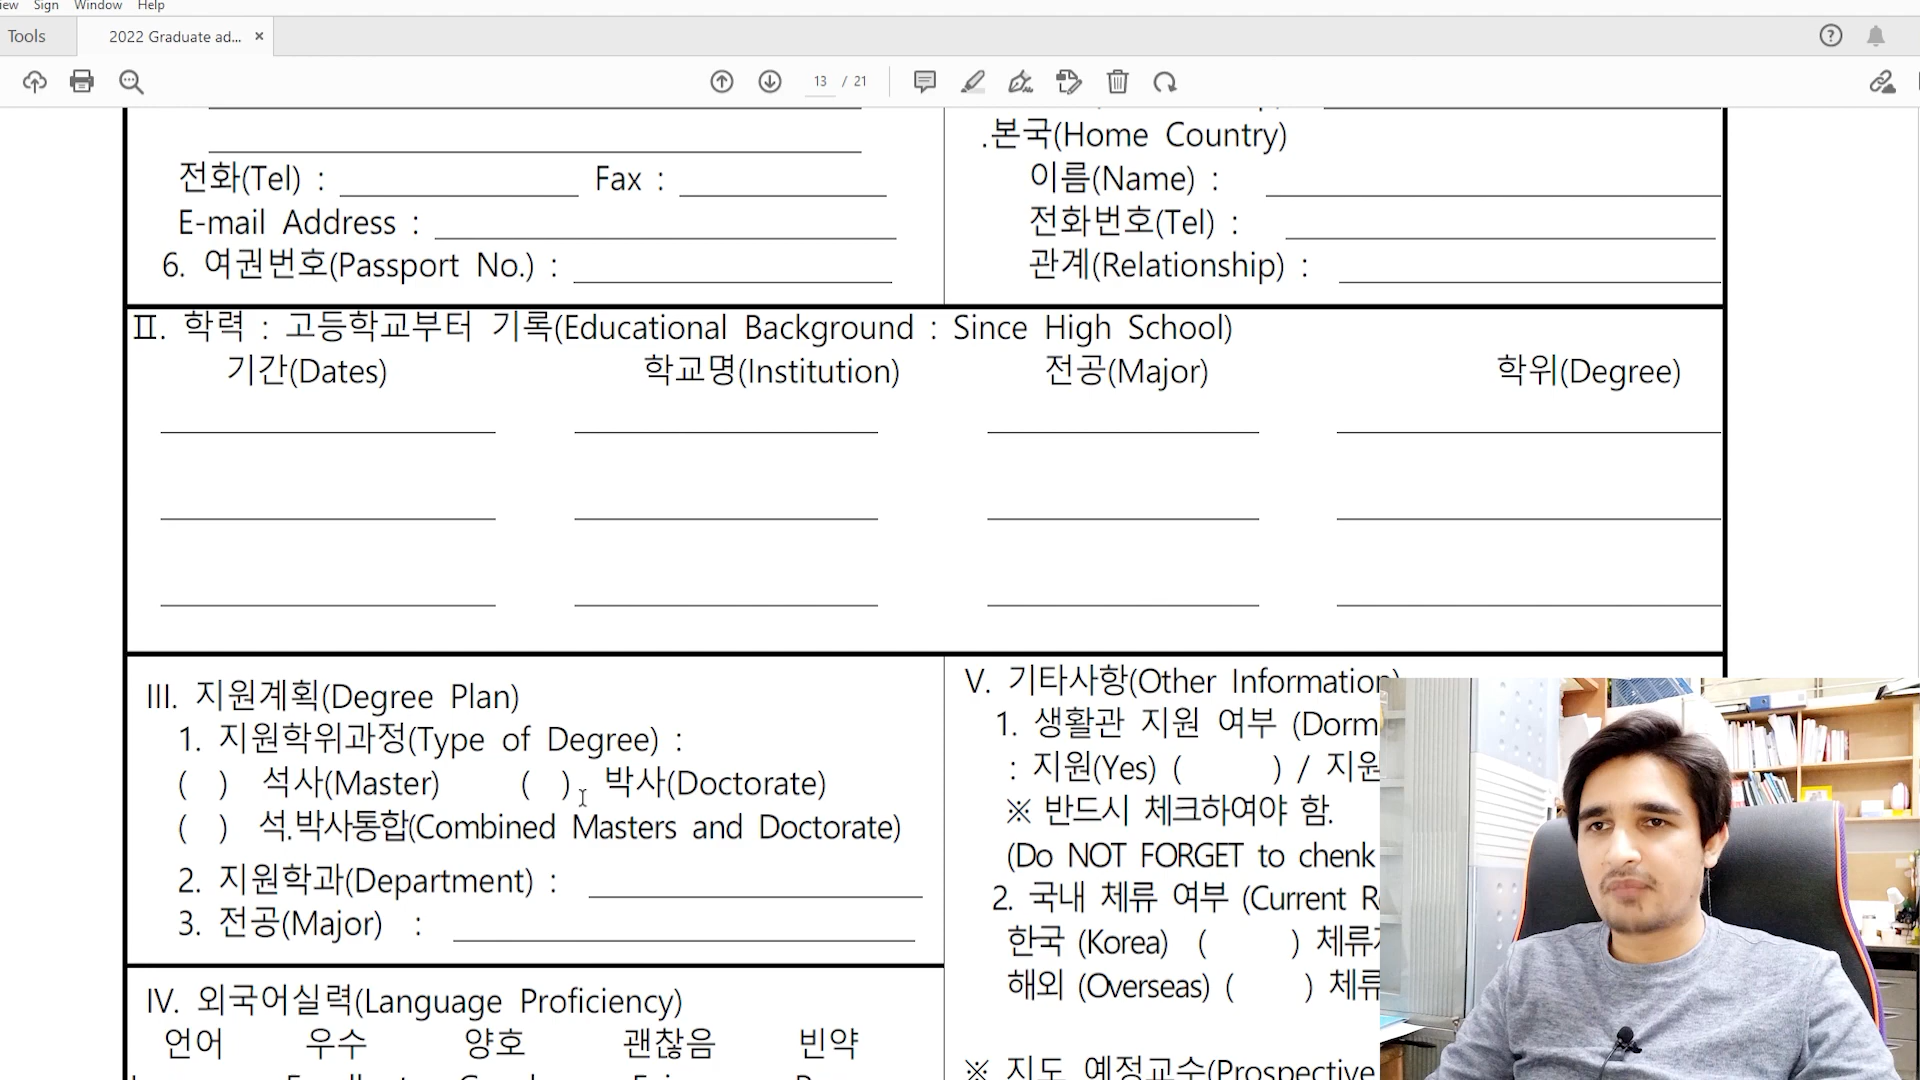 Sign Window Help
Tools 2022 Graduate ad... ×
13 / 21
전화(Tel) : Fax :
E-mail Address :
6. 여권번호(Passport No.) :
.본국(Home Country)
이름(Name) :
전화번호(Tel) :
관계(Relationship) :
Ⅱ. 학력 : 고등학교부터 기록(Educational Background : Since High School)
기간(Dates) 학교명(Institution) 전공(Major) 학위(Degree)
III. 지원계획(Degree Plan)
1. 지원학위과정(Type of Degree) :
( ) 석사(Master) ( ) 박사(Doctorate)
( ) 석.박사통합(Combined Masters and Doctorate)
2. 지원학과(Department) :
3. 전공(Major) :
IV. 외국어실력(Language Proficiency)
언어 우수 양호 괜찮음 빈약
V. 기타사항(Other Information)
1. 생활관 지원 여부 (Dorm
: 지원(Yes) ( ) / 지원
※ 반드시 체크하여야 함.
(Do NOT FORGET to chenk
2. 국내 체류 여부 (Current
한국 (Korea) ( ) 체류
해외 (Overseas) ( ) 체류
※ 지도 예정교수(Prospective